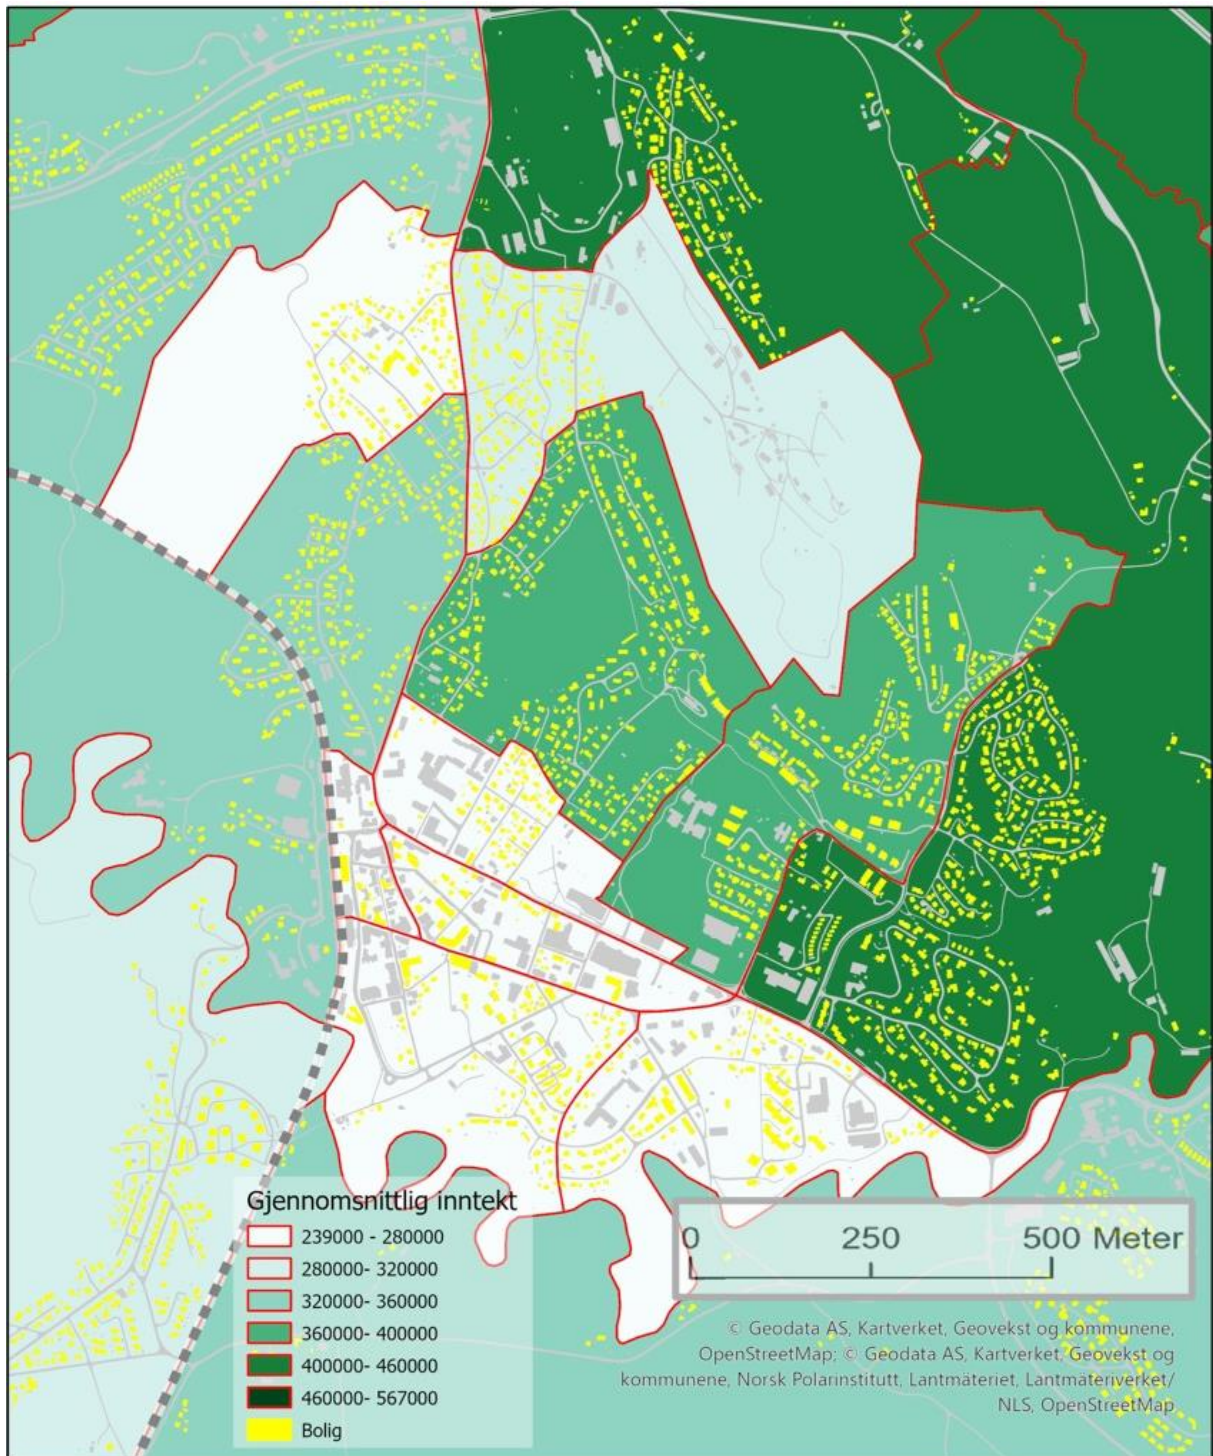 Gjennomsnittlig inntekt
239000 - 280000
280000- 320000
320000- 360000
360000- 400000
400000- 460000
460000- 567000
Bolig
0 250 500 Meter
© Geodata AS, Kartverket, Geovekst og kommunene,
OpenStreetMap; © Geodata AS, Kartverket, Geovekst og
kommunene, Norsk Polarinstitutt, Lantmäteriet, Lantmäteriverket/
NLS, OpenStreetMap